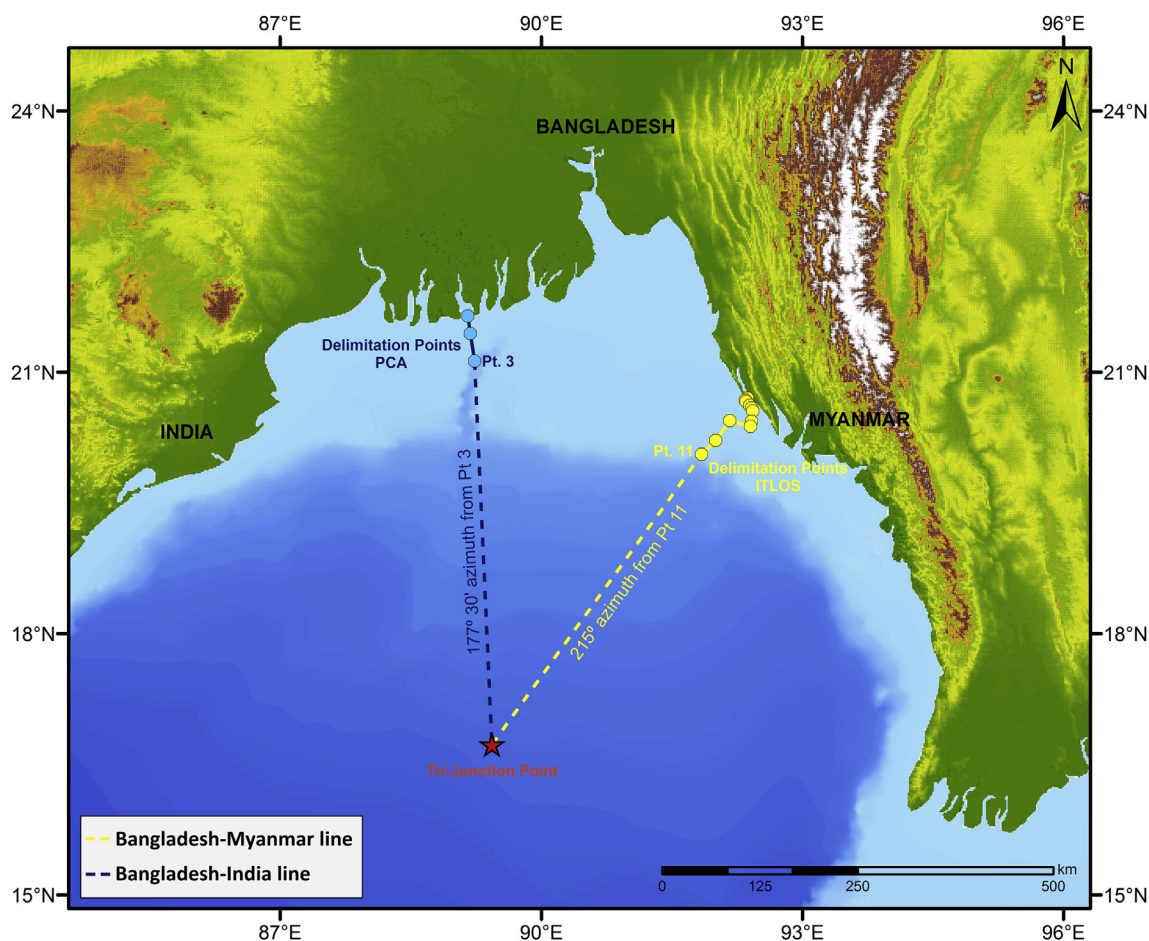 87°E 90°E 93°E 96°E
N
24°N 24°N
BANGLADESH
Delimitation Points
PCA
Pt. 3
21°N 21°N
INDIA
MYANMAR
Pt. 11
Delimitation Points
ITLOS
177º 30' azimuth from Pt 3
215º azimuth from Pt 11
18°N 18°N
Tri-Junction Point
Bangladesh-Myanmar line
Bangladesh-India line
km
0 125 250 500
15°N 15°N
87°E 90°E 93°E 96°E